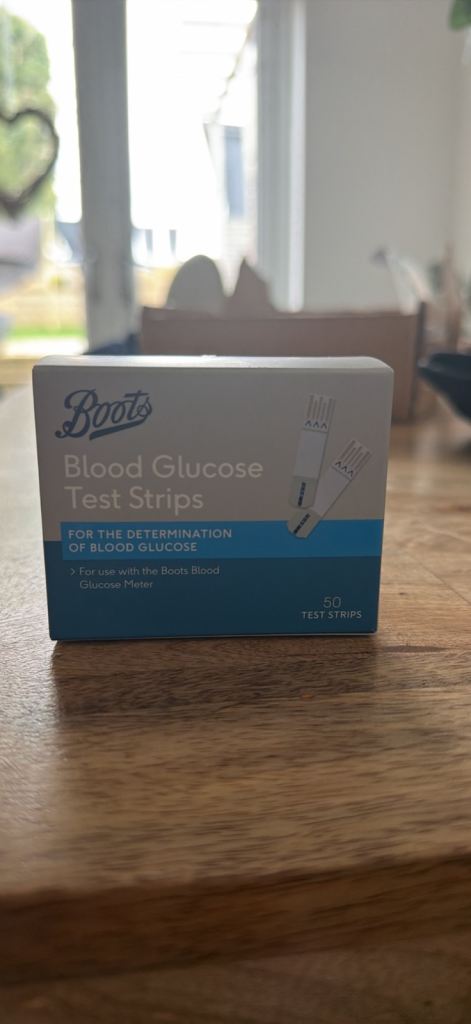 Boots
Blood Glucose
Test Strips
FOR THE DETERMINATION
OF BLOOD GLUCOSE
> For use with the Boots Blood
Glucose Meter
50
TEST STRIPS